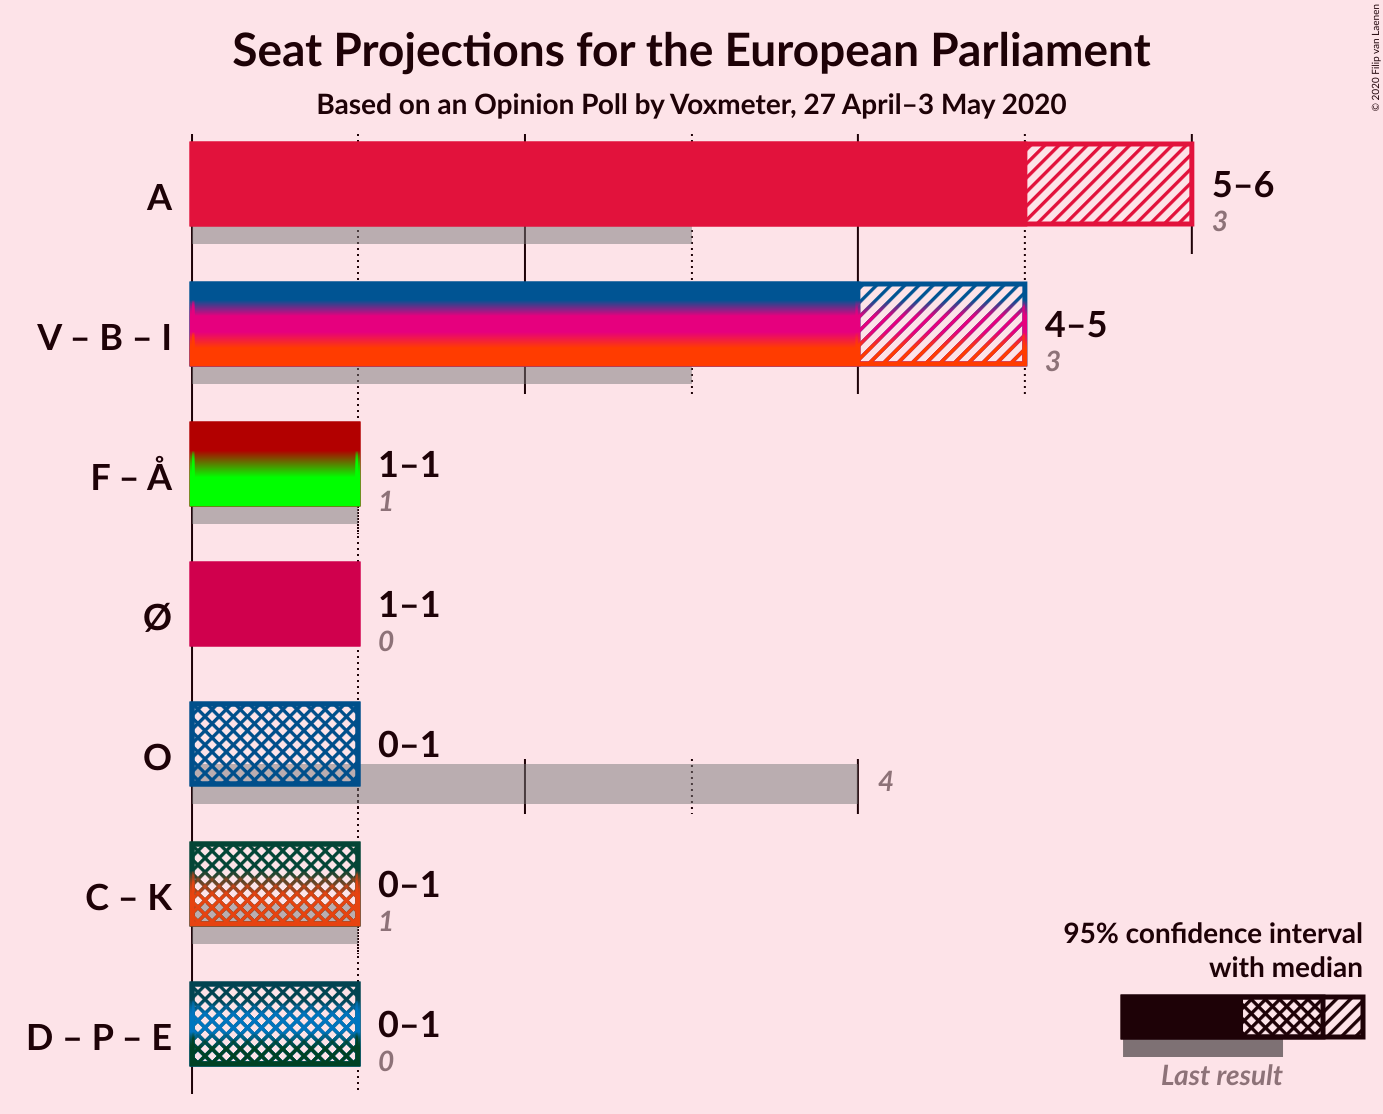 Seat Projections for the European Parliament
Based on an Opinion Poll by Voxmeter, 27 April–3 May 2020
© 2020 Filip van Laenen
A
5–6
3
V – B – I
4–5
3
F – Å
1–1
1
Ø
1–1
0
O
0–1
4
C – K
0–1
1
D – P – E
0–1
0
95% confidence interval
with median
Last result